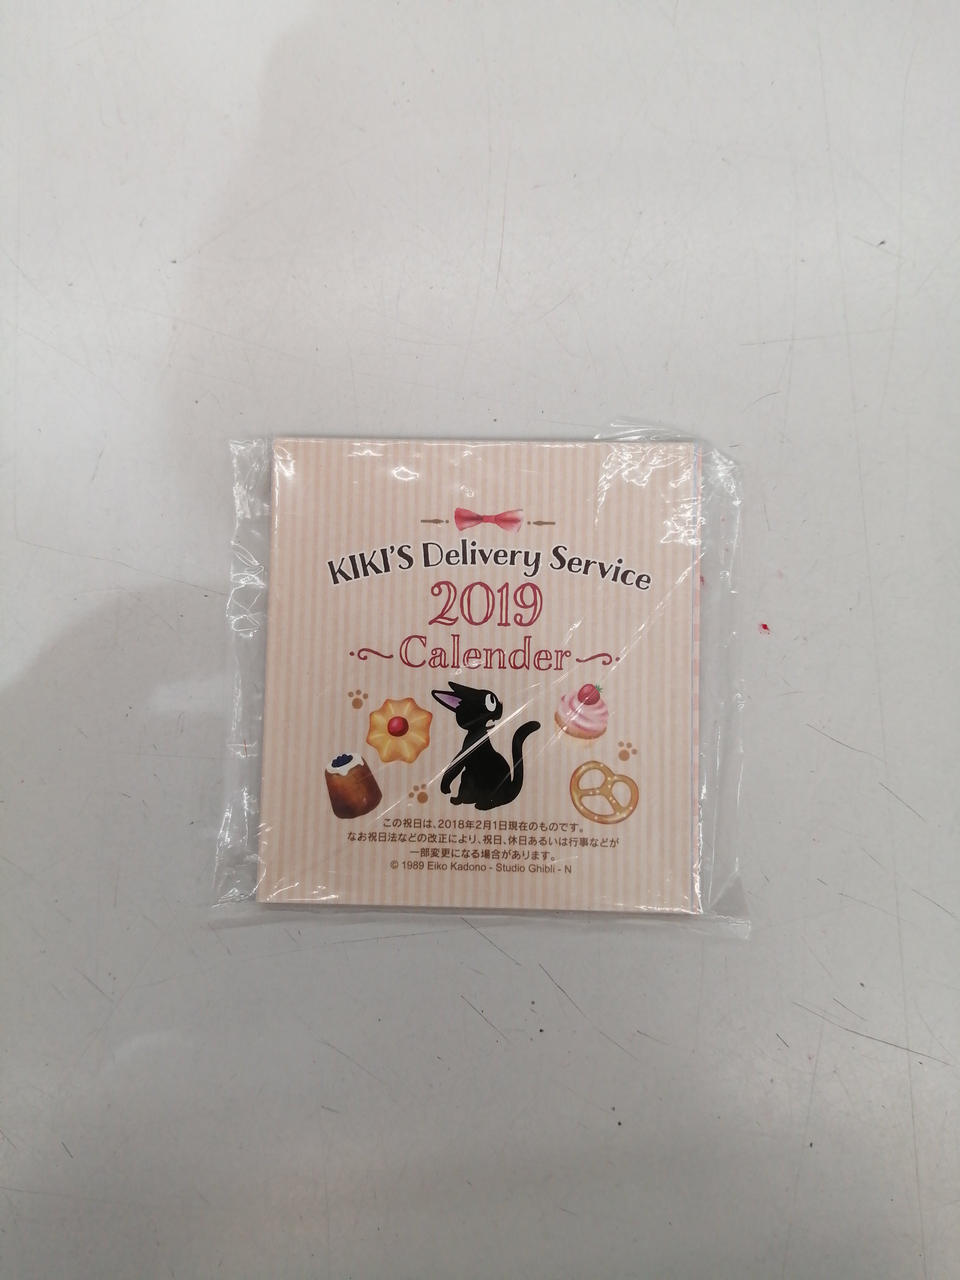 KIKI'S Delivery Service
2019
Calender
この祝日は、2018年2月1日現在のものです。
なお祝日法などの改正により、祝日、休日あるいは行事などが
一部変更になる場合があります。
© 1989 Eiko Kadono - Studio Ghibli - N